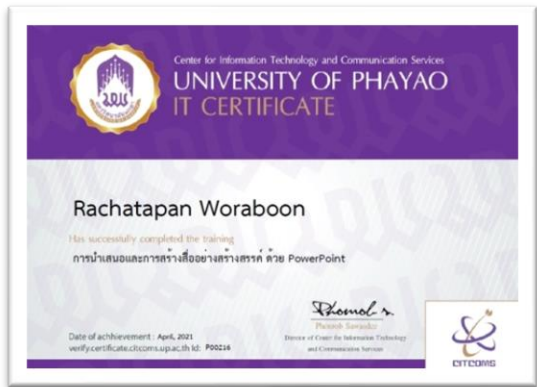 Center for Information Technology and Communication Services
UNIVERSITY OF PHAYAO
IT CERTIFICATE
Rachatapan Woraboon
Has successfully completed the training
การนำเสนอและการสร้างสื่ออย่างสร้างสรรค์ ด้วย PowerPoint
Director of Center for Information Technology
and Communication Services
Date of achhievement : April, 2021
verify.certificate.citcoms.up.ac.th Id: P00216
CITCOMS